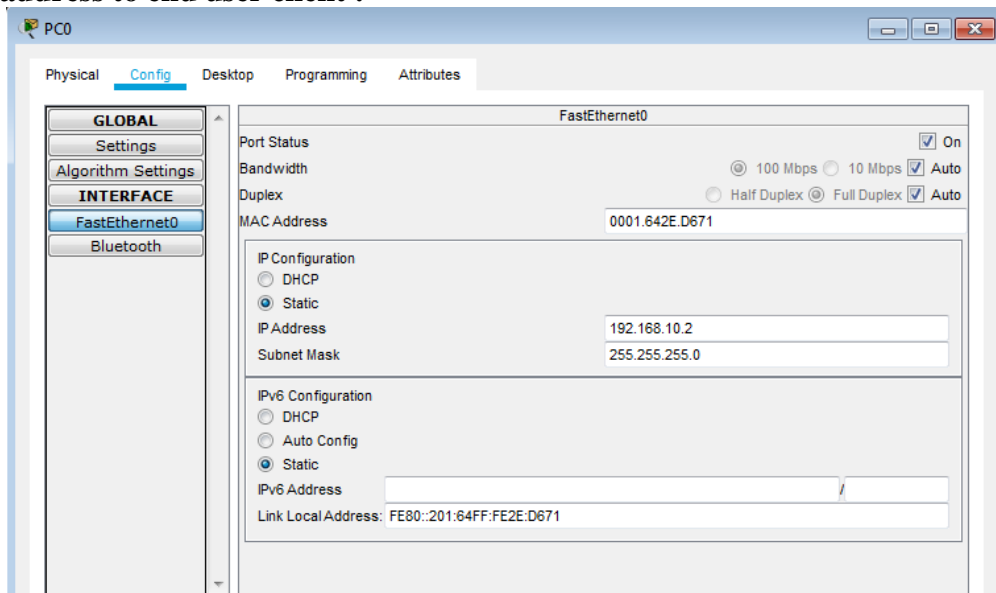 address to end user client .
PC0
Physical Config Desktop Programming Attributes
GLOBAL
Settings
Algorithm Settings
INTERFACE
FastEthernet0
Bluetooth
FastEthernet0
Port Status On
Bandwidth 100 Mbps 10 Mbps Auto
Duplex Half Duplex Full Duplex Auto
MAC Address 0001.642E.D671
IP Configuration
DHCP
Static
IP Address 192.168.10.2
Subnet Mask 255.255.255.0
IPv6 Configuration
DHCP
Auto Config
Static
IPv6 Address /
Link Local Address: FE80::201:64FF:FE2E:D671